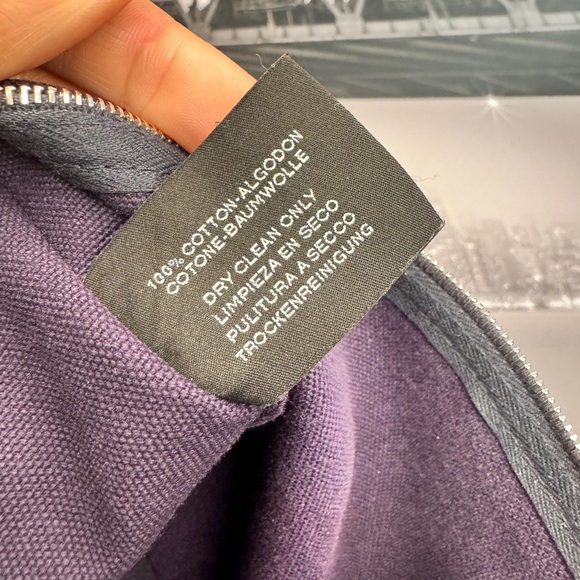 100% COTTON-ALGODON
COTONE-BAUMWOLLE
DRY CLEAN ONLY
LIMPIEZA EN SECO
PULITURA A SECCO
TROCKENREINIGUNG